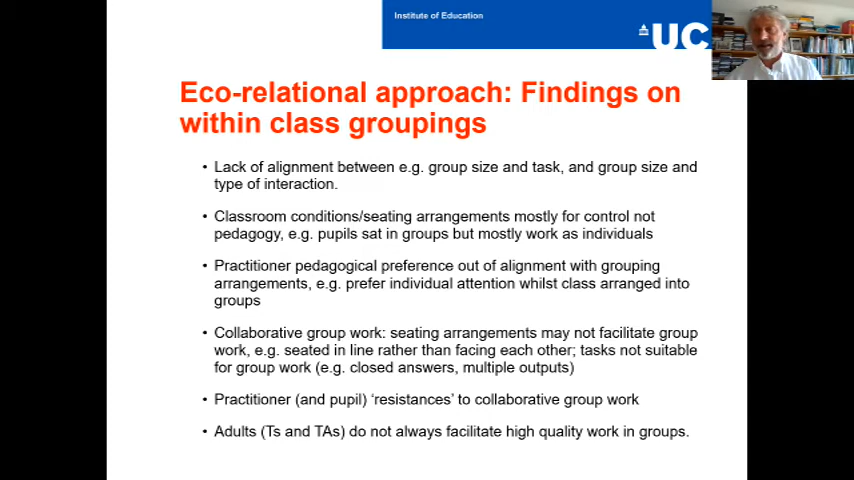 Institute of Education
UC
Eco-relational approach: Findings on
within class groupings
• Lack of alignment between e.g. group size and task, and group size and
type of interaction.
• Classroom conditions/seating arrangements mostly for control not
pedagogy, e.g. pupils sat in groups but mostly work as individuals
• Practitioner pedagogical preference out of alignment with grouping
arrangements, e.g. prefer individual attention whilst class arranged into
groups
• Collaborative group work: seating arrangements may not facilitate group
work, e.g. seated in line rather than facing each other; tasks not suitable
for group work (e.g. closed answers, multiple outputs)
• Practitioner (and pupil) ‘resistances’ to collaborative group work
• Adults (Ts and TAs) do not always facilitate high quality work in groups.